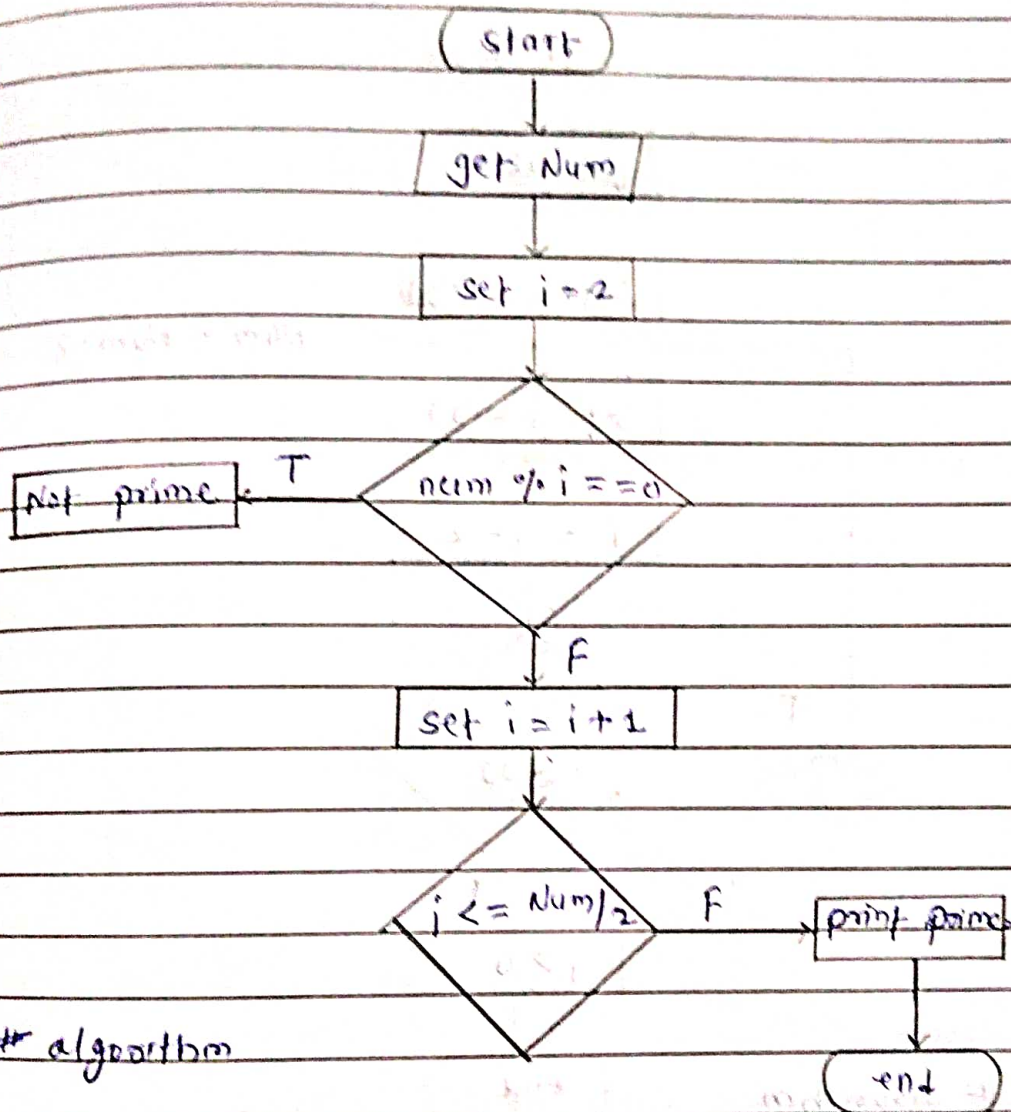 start
get Num
set i = 2
num % i = = 0
T
Not prime
F
set i = i + 1
i <= Num/2
F
print prime
end
# algorithm